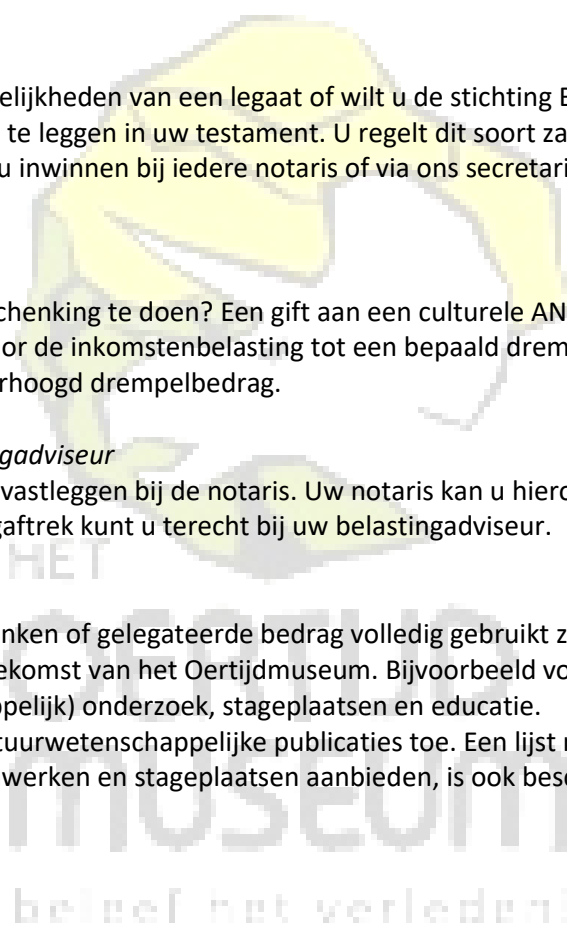 elijkheden van een legaat of wilt u de stichting
te leggen in uw testament. U regelt dit soort za
u inwinnen bij iedere notaris of via ons secretari
chenking te doen? Een gift aan een culturele AN
or de inkomstenbelasting tot een bepaald drem
rhoogd drempelbedrag.
gadviseur
vastleggen bij de notaris. Uw notaris kan u hierc
gaftrek kunt u terecht bij uw belastingadviseur.
HET
nken of gelegateerde bedrag volledig gebruikt z
OERTIJD
ekomst van het Oertijdmuseum. Bijvoorbeeld vo
ppelijk) onderzoek, stageplaatsen en educatie.
tuurwetenschappelijke publicaties toe. Een lijst
werken en stageplaatsen aanbieden, is ook besc
MUSEUM
beleef het verleden